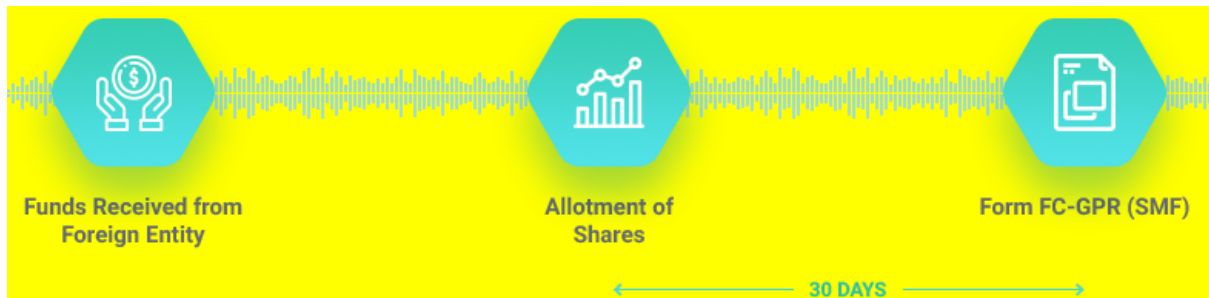 Funds Received from
Foreign Entity
Allotment of
Shares
Form FC-GPR (SMF)
30 DAYS